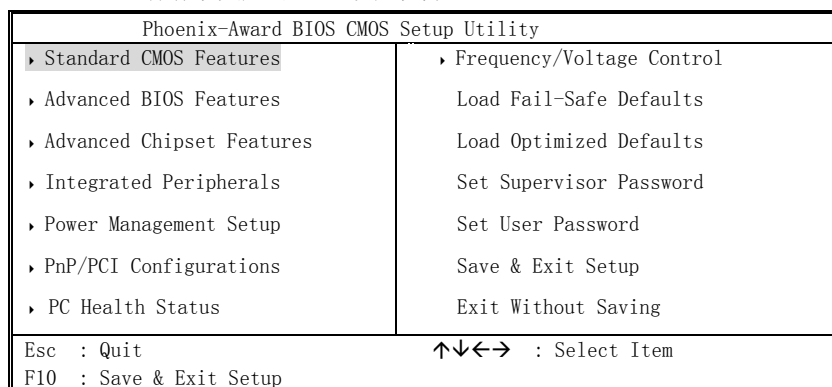 Phoenix-Award BIOS CMOS Setup Utility
▸ Standard CMOS Features
▸ Advanced BIOS Features
▸ Advanced Chipset Features
▸ Integrated Peripherals
▸ Power Management Setup
▸ PnP/PCI Configurations
▸ PC Health Status
▸ Frequency/Voltage Control
Load Fail-Safe Defaults
Load Optimized Defaults
Set Supervisor Password
Set User Password
Save & Exit Setup
Exit Without Saving
Esc : Quit
F10 : Save & Exit Setup
↑↓←→ : Select Item